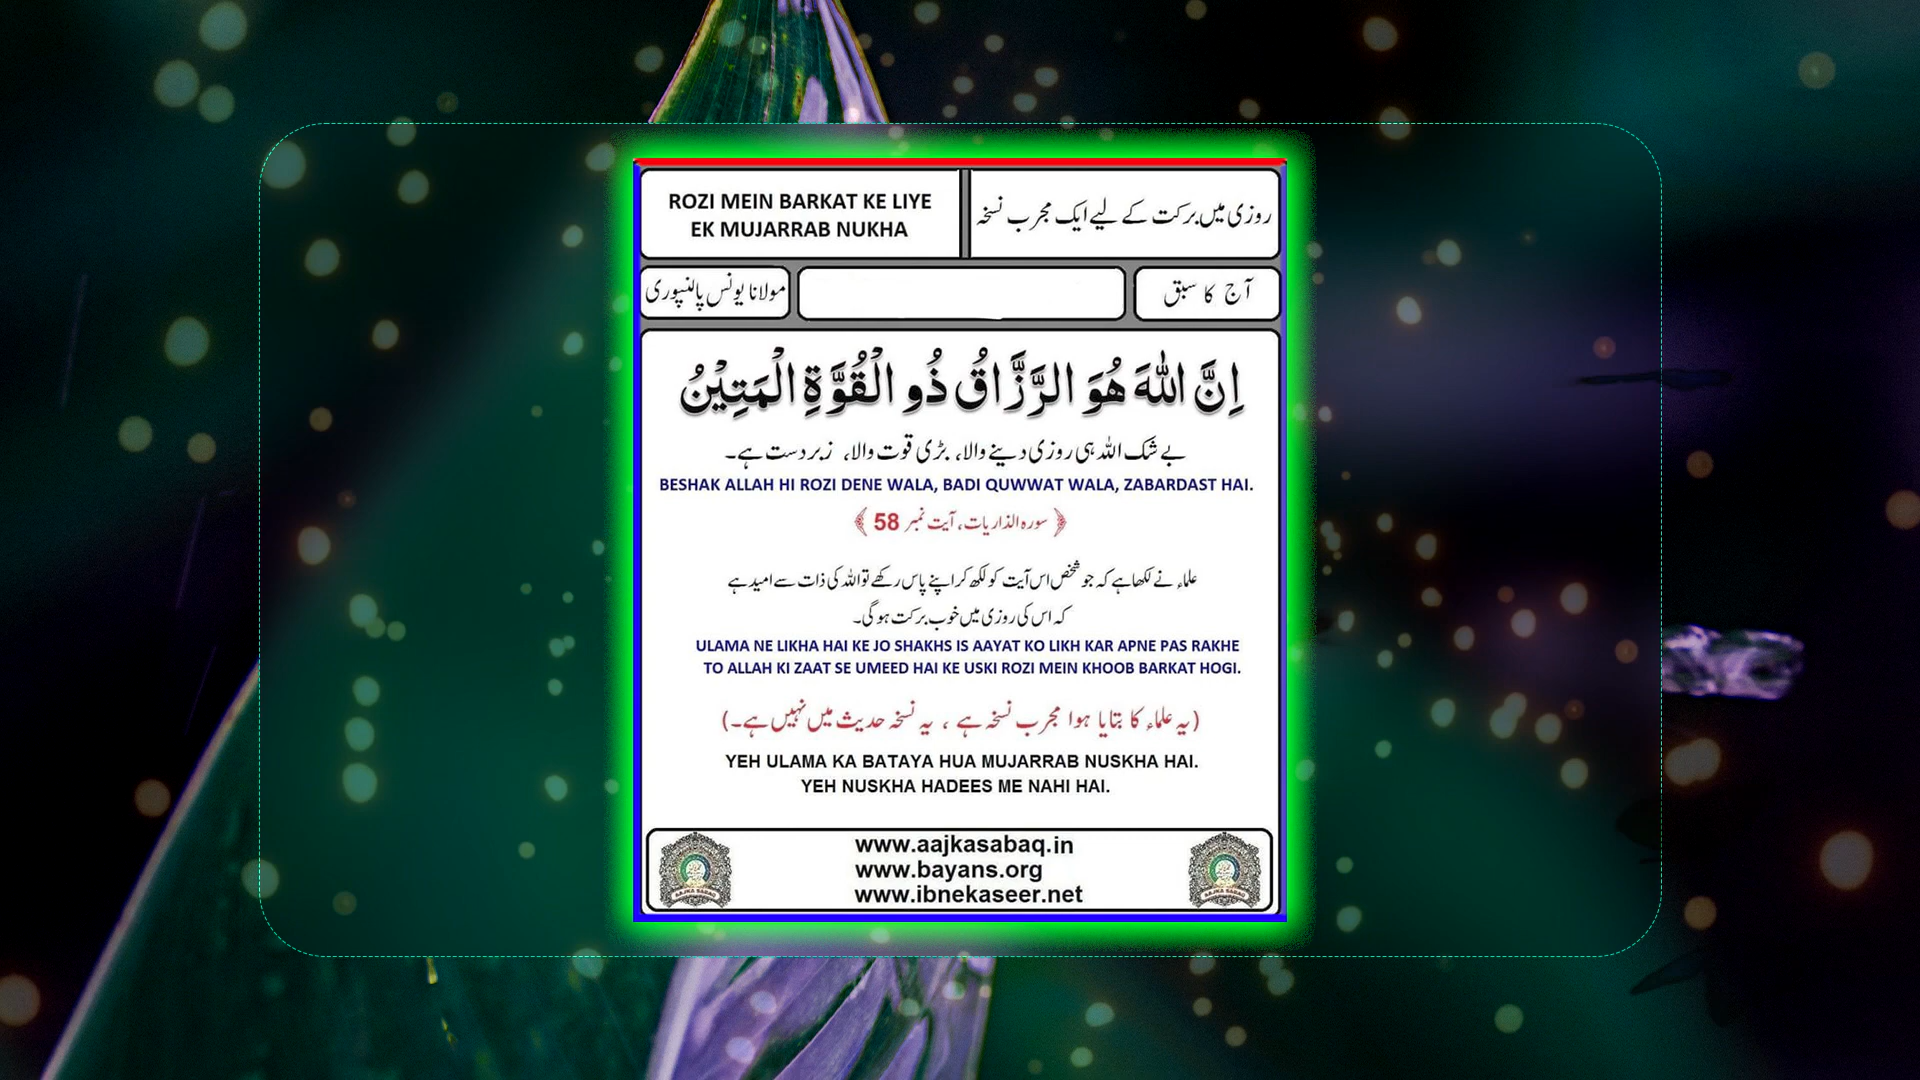 ROZI MEIN BARKAT KE LIYE
EK MUJARRAB NUKHA
روزی میں برکت کے لیے ایک مجرب نسخہ
آج کا سبق
مولانا یونس پالنپوری
اِنَّ اللّٰهَ هُوَ الرَّزَّاقُ ذُو الْقُوَّةِ الْمَتِيْنُ
بے شک اللہ ہی روزی دینے والا، بڑی قوت والا، زبردست ہے۔
BESHAK ALLAH HI ROZI DENE WALA, BADI QUWWAT WALA, ZABARDAST HAI.
﴿سورہ الذاریات، آیت نمبر 58﴾
علماء نے لکھا ہے کہ جو شخص اس آیت کو لکھ کر اپنے پاس رکھے تو اللہ کی ذات سے امید ہے
کہ اس کی روزی میں خوب برکت ہوگی۔
ULAMA NE LIKHA HAI KE JO SHAKHS IS AAYAT KO LIKH KAR APNE PAS RAKHE
TO ALLAH KI ZAAT SE UMEED HAI KE USKI ROZI MEIN KHOOB BARKAT HOGI.
(یہ علماء کا بتایا ہوا مجرب نسخہ ہے ، یہ نسخہ حدیث میں نہیں ہے۔)
YEH ULAMA KA BATAYA HUA MUJARRAB NUSKHA HAI.
YEH NUSKHA HADEES ME NAHI HAI.
www.aajkasabaq.in
www.bayans.org
www.ibnekaseer.net
AAJ KA SABAQ
AAJ KA SABAQ